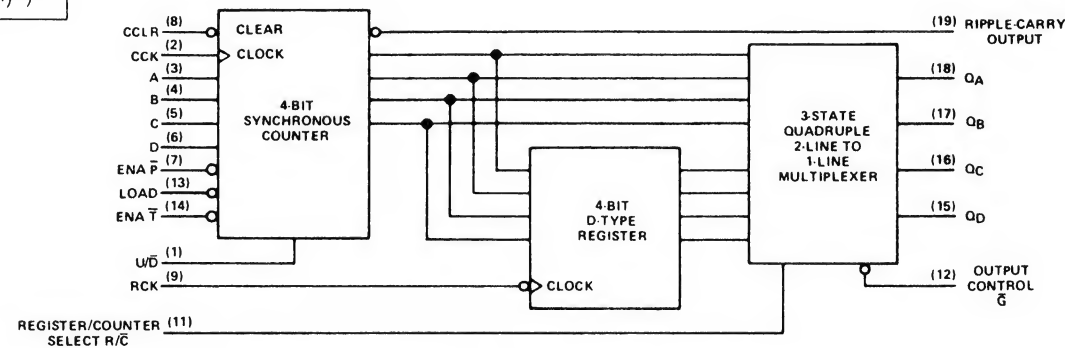 CCLR (8)
CCK (2)
A (3)
B (4)
C (5)
D (6)
ENA P̅ (7)
LOAD (13)
ENA T̅ (14)
U/D̅ (1)
RCK (9)
REGISTER/COUNTER (11)
SELECT R/C̅
CLEAR
CLOCK
4-BIT
SYNCHRONOUS
COUNTER
4-BIT
D-TYPE
REGISTER
CLOCK
3-STATE
QUADRUPLE
2-LINE TO
1-LINE
MULTIPLEXER
(19) RIPPLE-CARRY
OUTPUT
(18) QA
(17) QB
(16) QC
(15) QD
(12) OUTPUT
CONTROL
G̅